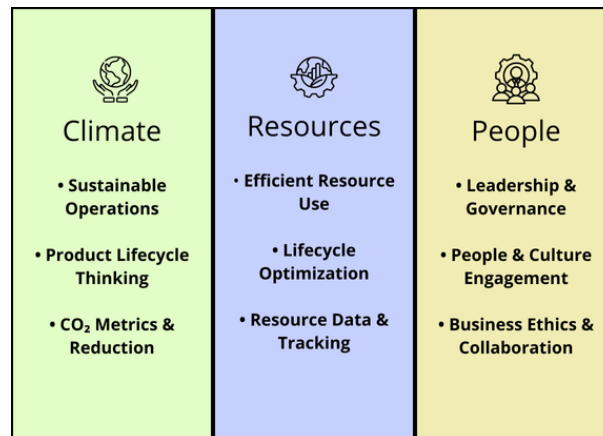 Climate
• Sustainable
Operations
• Product Lifecycle
Thinking
• CO₂ Metrics &
Reduction
Resources
• Efficient Resource
Use
• Lifecycle
Optimization
• Resource Data &
Tracking
People
• Leadership &
Governance
• People & Culture
Engagement
• Business Ethics &
Collaboration